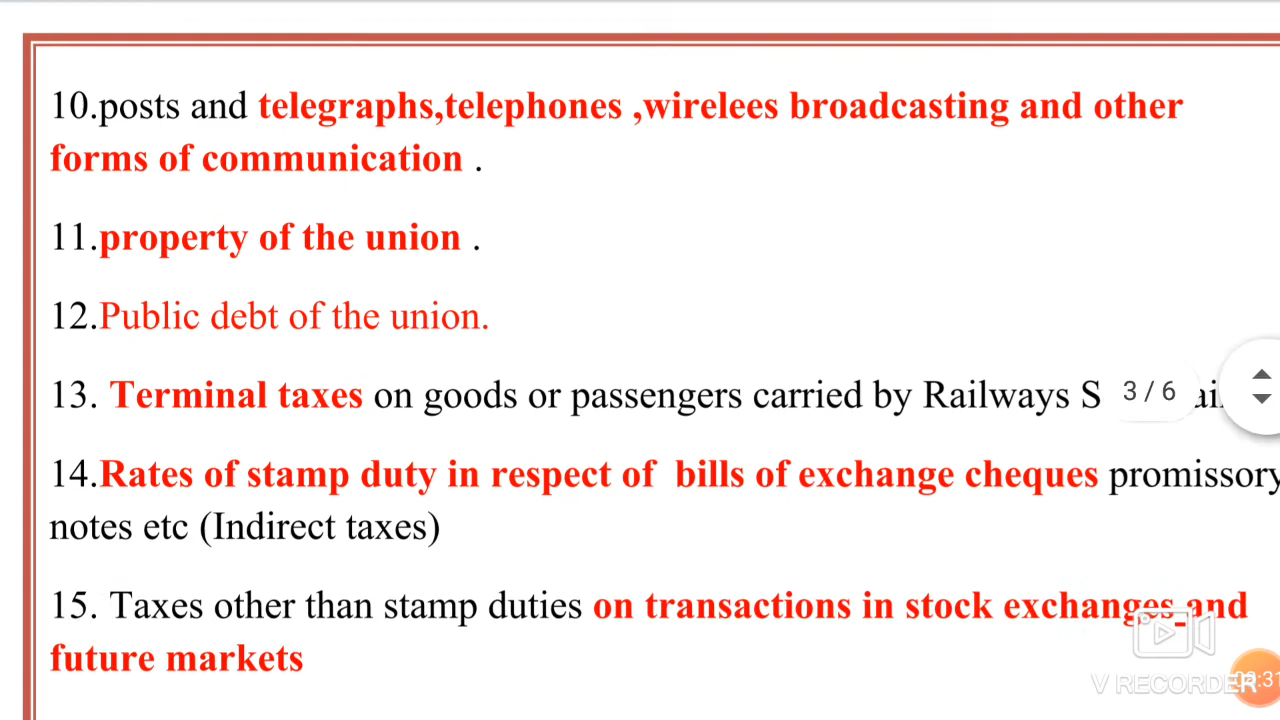 10.posts and telegraphs,telephones ,wirelees broadcasting and other
forms of communication .
11.property of the union .
12.Public debt of the union.
13. Terminal taxes on goods or passengers carried by Railways S
3 / 6
14.Rates of stamp duty in respect of bills of exchange cheques promissory
notes etc (Indirect taxes)
15. Taxes other than stamp duties on transactions in stock exchanges and
future markets
V RECORDER